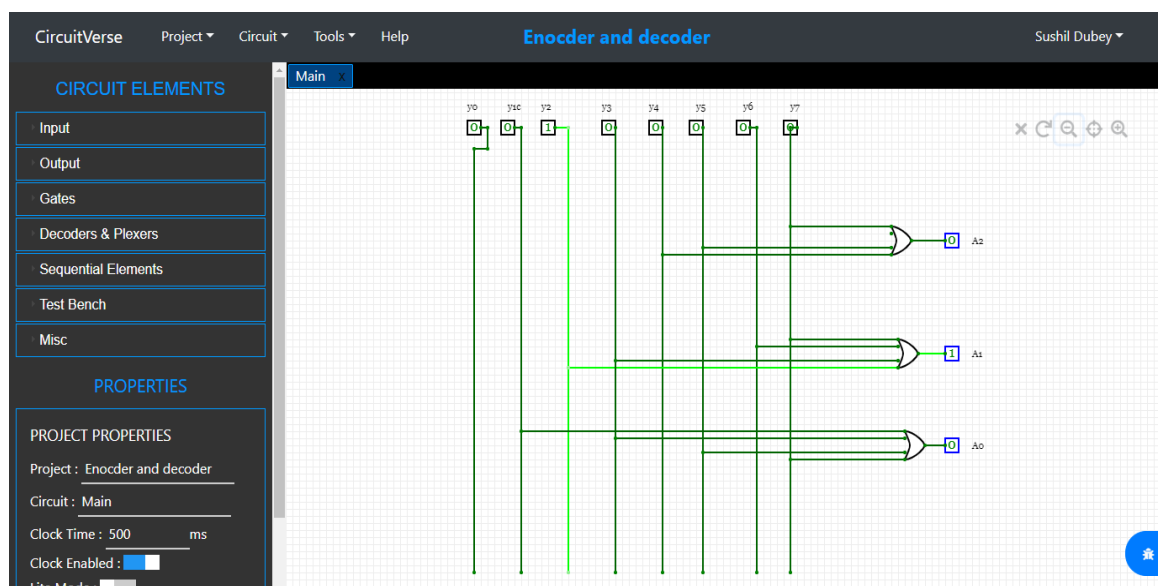 CircuitVerse Project Circuit Tools Help Enocder and decoder Sushil Dubey
CIRCUIT ELEMENTS
Input
Output
Gates
Decoders & Plexers
Sequential Elements
Test Bench
Misc
PROPERTIES
PROJECT PROPERTIES
Project : Enocder and decoder
Circuit : Main
Clock Time : 500 ms
Clock Enabled :
Main x
y0 y1c y2 y3 y4 y5 y6 y7
0 0 1 0 0 0 0 0
0 A2
1 A1
0 A0